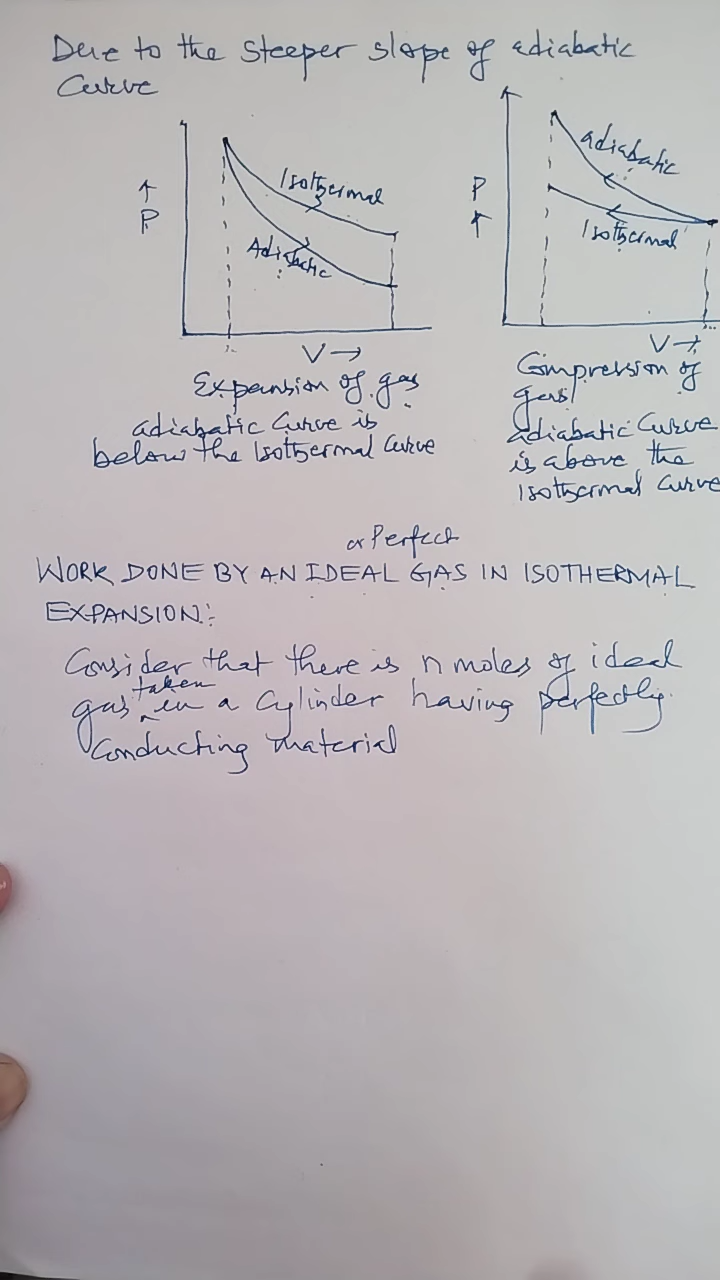 Due to the steeper slope of adiabatic
Curve
↑
P
Isothermal
Adiabatic
V →
Expansion of gas
adiabatic Curve is
below the Isothermal Curve
P
↑
adiabatic
Isothermal
V →
Compression of
gas
adiabatic Curve
is above the
Isothermal Curve
or Perfect
WORK DONE BY AN IDEAL GAS IN ISOTHERMAL
EXPANSION:
Consider that there is n moles of ideal
taken
gas in a Cylinder having perfectly
Conducting material